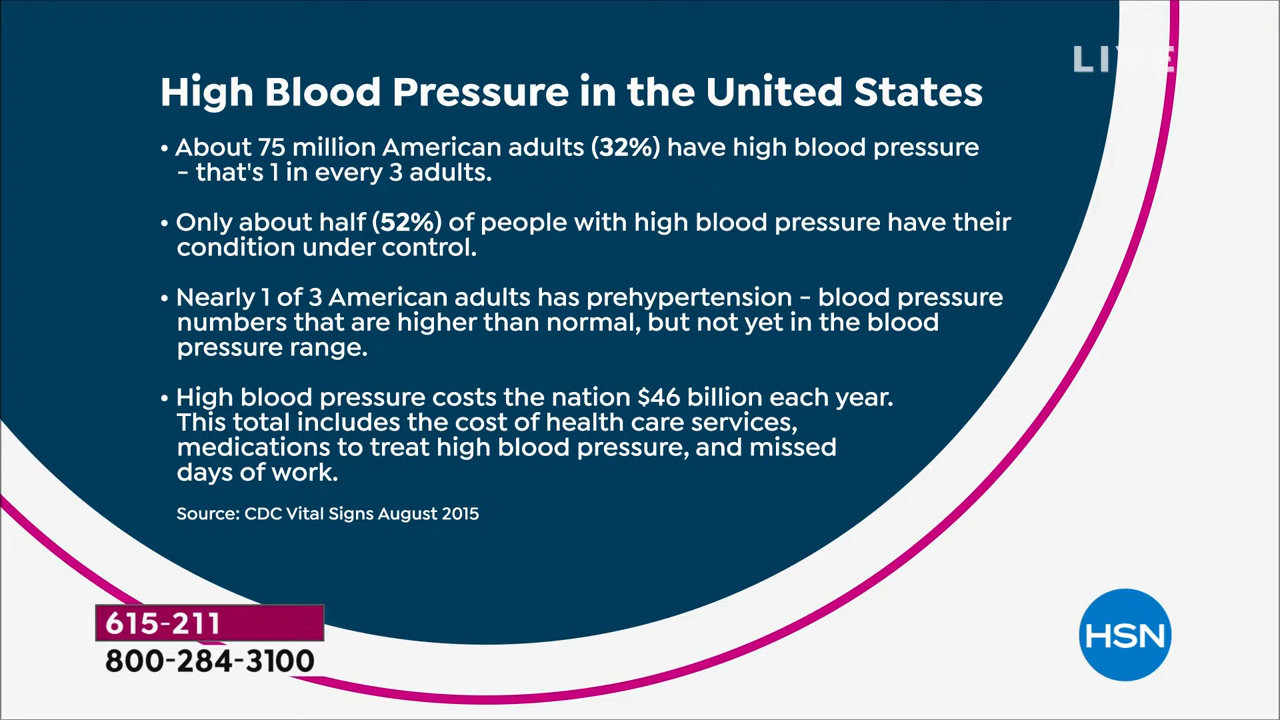 LIVE
High Blood Pressure in the United States
• About 75 million American adults (32%) have high blood pressure
- that's 1 in every 3 adults.
• Only about half (52%) of people with high blood pressure have their
condition under control.
• Nearly 1 of 3 American adults has prehypertension - blood pressure
numbers that are higher than normal, but not yet in the blood
pressure range.
• High blood pressure costs the nation $46 billion each year.
This total includes the cost of health care services,
medications to treat high blood pressure, and missed
days of work.
Source: CDC Vital Signs August 2015
615-211
800-284-3100
HSN